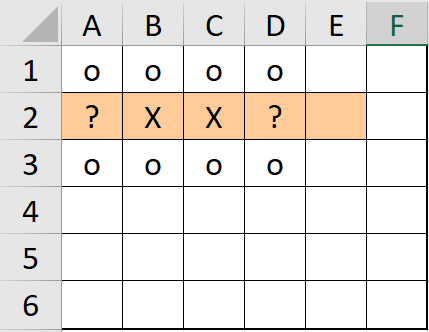 A B C D E F
1 o o o o
2 ? X X ?
3 o o o o
4
5
6